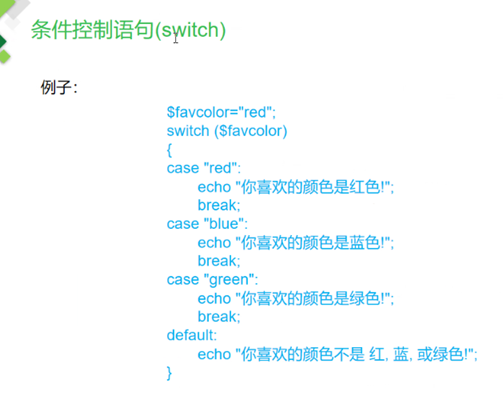 条件控制语句(switch)
例子：
$favcolor="red";
switch ($favcolor)
{
case "red":
echo "你喜欢的颜色是红色!";
break;
case "blue":
echo "你喜欢的颜色是蓝色!";
break;
case "green":
echo "你喜欢的颜色是绿色!";
break;
default:
echo "你喜欢的颜色不是 红, 蓝, 或绿色!";
}